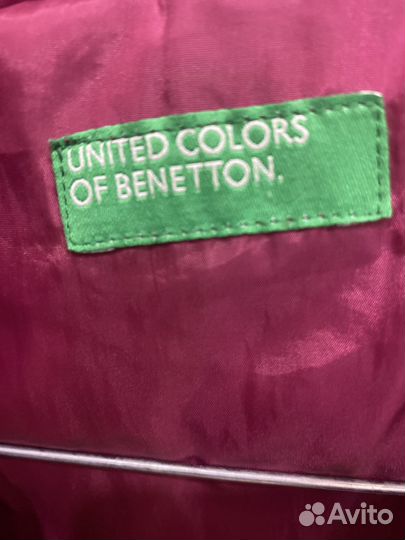 UNITED COLORS
OF BENETTON.
Avito